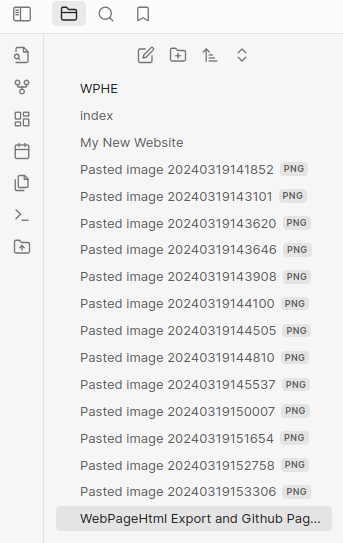 WPHE
index
My New Website
Pasted image 20240319141852 PNG
Pasted image 20240319143101 PNG
Pasted image 20240319143620 PNG
Pasted image 20240319143646 PNG
Pasted image 20240319143908 PNG
Pasted image 20240319144100 PNG
Pasted image 20240319144505 PNG
Pasted image 20240319144810 PNG
Pasted image 20240319145537 PNG
Pasted image 20240319150007 PNG
Pasted image 20240319151654 PNG
Pasted image 20240319152758 PNG
Pasted image 20240319153306 PNG
WebPageHtml Export and Github Pag...